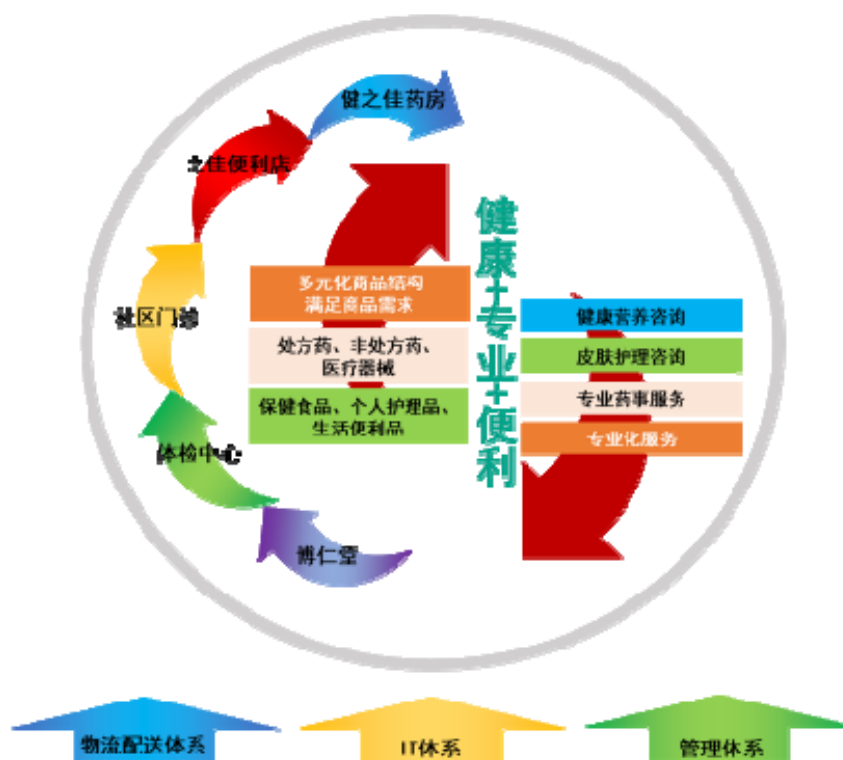 健之佳药房
之佳便利店
社区门诊
体检中心
博仁堂
多元化商品结构
满足商品需求
处方药、非处方药、
医疗器械
保健食品、个人护理品、
生活便利品
健康+专业+便利
健康营养咨询
皮肤护理咨询
专业药事服务
专业化服务
物流配送体系
IT体系
管理体系